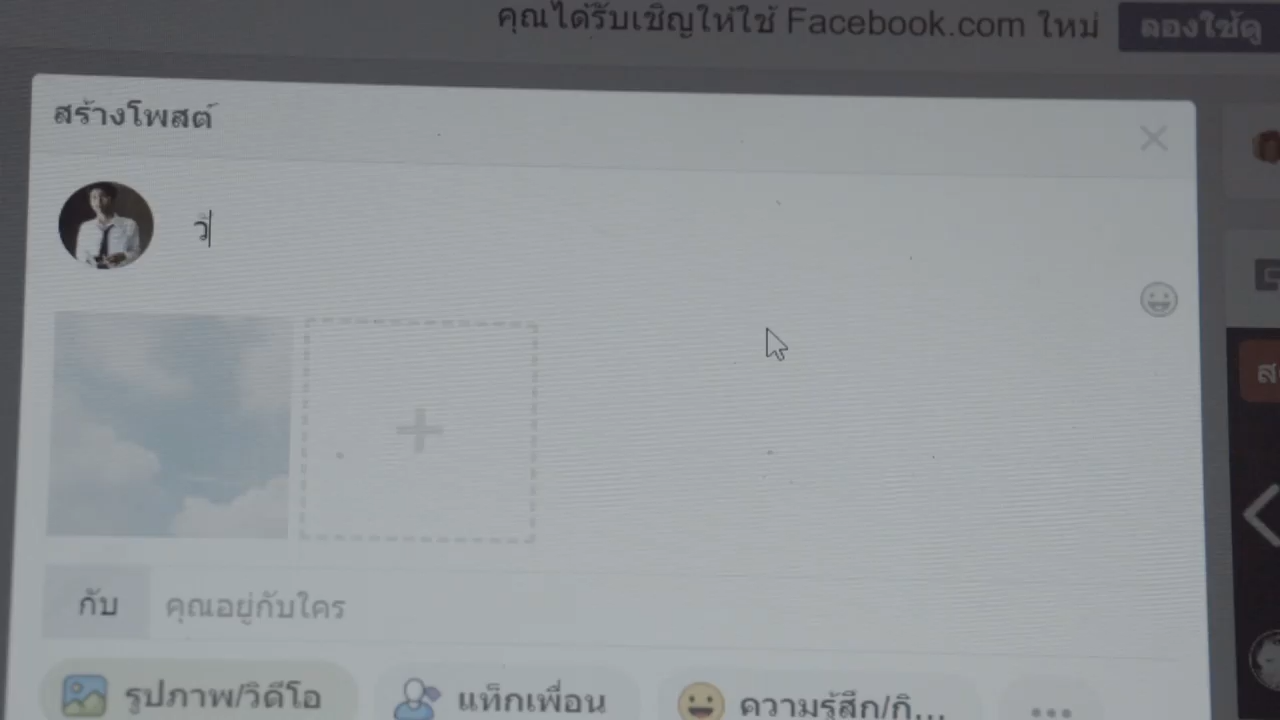 คุณได้รับเชิญให้ใช้ Facebook.com ใหม่ ลองใช้ดู
สร้างโพสต์
วั
กับ คุณอยู่กับใคร
รูปภาพ/วิดีโอ แท็กเพื่อน ความรู้สึก/กิ...